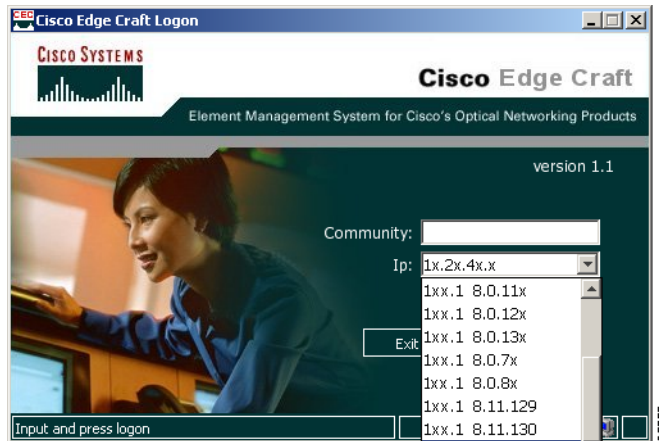 CEC Cisco Edge Craft Logon
CISCO SYSTEMS
Cisco Edge Craft
Element Management System for Cisco's Optical Networking Products
version 1.1
Community:
Ip: 1x.2x.4x.x
1xx.1 8.0.11x
1xx.1 8.0.12x
1xx.1 8.0.13x
Exit
1xx.1 8.0.7x
1xx.1 8.0.8x
1xx.1 8.11.129
1xx.1 8.11.130
Input and press logon